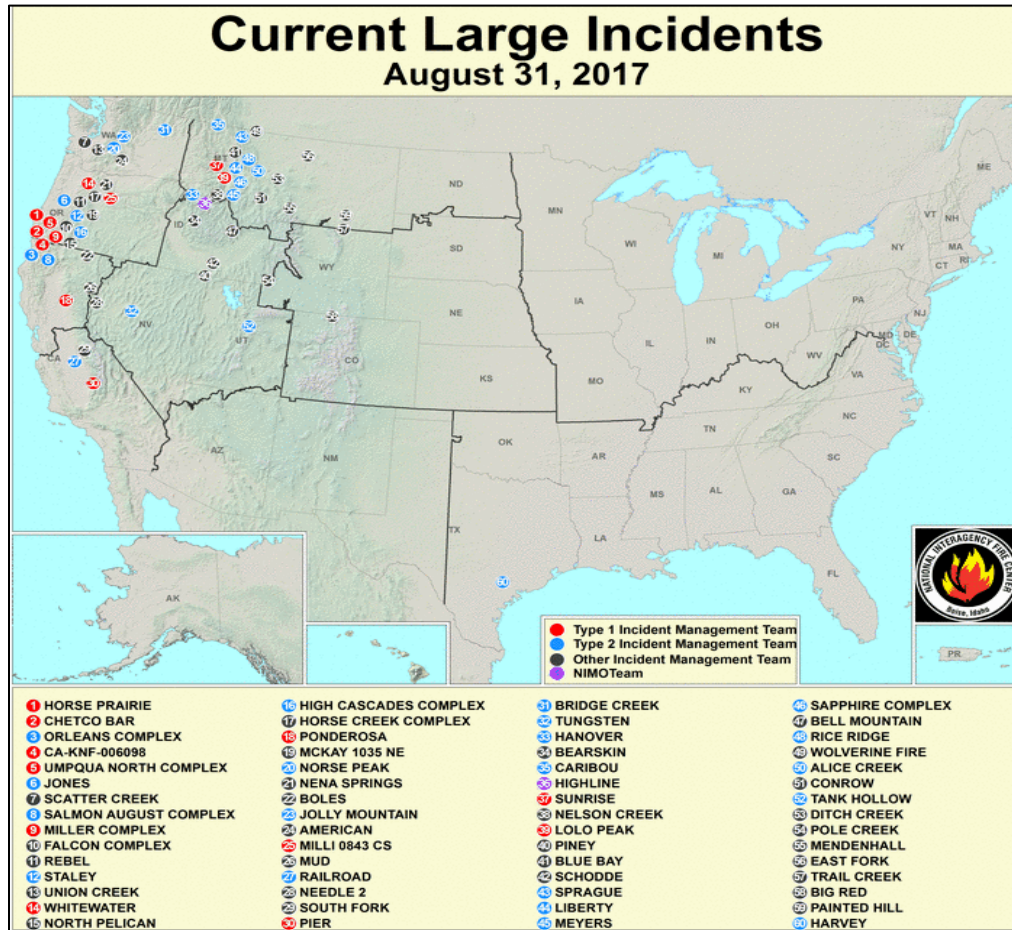 Current Large Incidents
August 31, 2017
WA
MT
ND
MN
ME
OR
ID
SD
WI
MI
VT
NH
NY
MA
CT
RI
WY
IA
PA
NJ
NV
UT
NE
IL
IN
OH
MD
DE
DC
CA
CO
KS
MO
WV
VA
KY
AZ
NM
OK
AR
TN
NC
SC
TX
MS
AL
GA
LA
FL
AK
PR
NATIONAL INTERAGENCY FIRE CENTER
Boise, Idaho
Type 1 Incident Management Team
Type 2 Incident Management Team
Other Incident Management Team
NIMOTeam
1 HORSE PRAIRIE
2 CHETCO BAR
3 ORLEANS COMPLEX
4 CA-KNF-006098
5 UMPQUA NORTH COMPLEX
6 JONES
7 SCATTER CREEK
8 SALMON AUGUST COMPLEX
9 MILLER COMPLEX
10 FALCON COMPLEX
11 REBEL
12 STALEY
13 UNION CREEK
14 WHITEWATER
15 NORTH PELICAN
16 HIGH CASCADES COMPLEX
17 HORSE CREEK COMPLEX
18 PONDEROSA
19 MCKAY 1035 NE
20 NORSE PEAK
21 NENA SPRINGS
22 BOLES
23 JOLLY MOUNTAIN
24 AMERICAN
25 MILLI 0843 CS
26 MUD
27 RAILROAD
28 NEEDLE 2
29 SOUTH FORK
30 PIER
31 BRIDGE CREEK
32 TUNGSTEN
33 HANOVER
34 BEARSKIN
35 CARIBOU
36 HIGHLINE
37 SUNRISE
38 NELSON CREEK
39 LOLO PEAK
40 PINEY
41 BLUE BAY
42 SCHODDE
43 SPRAGUE
44 LIBERTY
45 MEYERS
46 SAPPHIRE COMPLEX
47 BELL MOUNTAIN
48 RICE RIDGE
49 WOLVERINE FIRE
50 ALICE CREEK
51 CONROW
52 TANK HOLLOW
53 DITCH CREEK
54 POLE CREEK
55 MENDENHALL
56 EAST FORK
57 TRAIL CREEK
58 BIG RED
59 PAINTED HILL
60 HARVEY